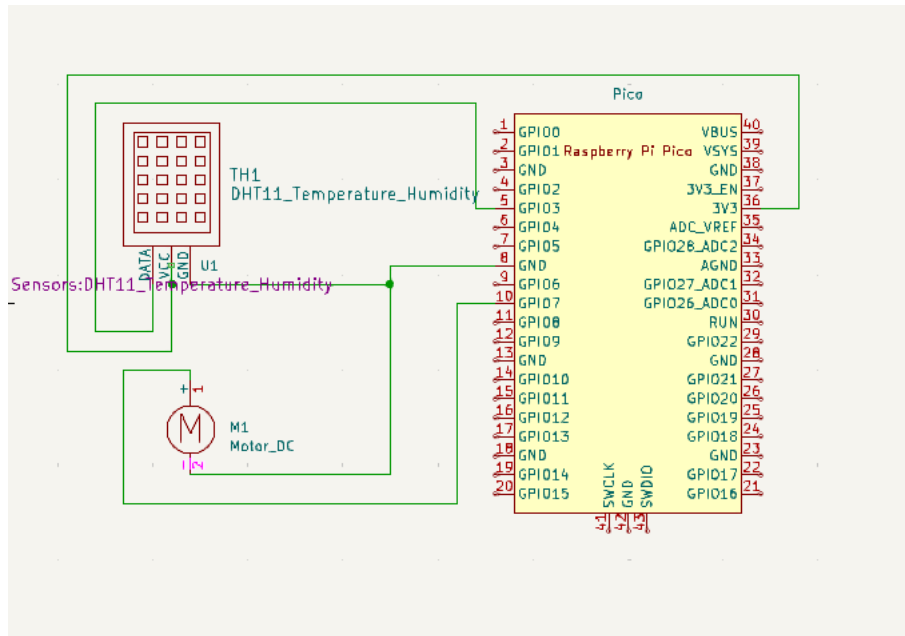 Pico
Raspberry Pi Pico
1 GPIO0
2 GPIO1
3 GND
4 GPIO2
5 GPIO3
6 GPIO4
7 GPIO5
8 GND
9 GPIO6
10 GPIO7
11 GPIO8
12 GPIO9
13 GND
14 GPIO10
15 GPIO11
16 GPIO12
17 GPIO13
18 GND
19 GPIO14
20 GPIO15
VBUS 40
VSYS 39
GND 38
3V3_EN 37
3V3 36
ADC_VREF 35
GPIO28_ADC2 34
AGND 33
GPIO27_ADC1 32
GPIO26_ADC0 31
RUN 30
GPIO22 29
GND 28
GPIO21 27
GPIO20 26
GPIO19 25
GPIO18 24
GND 23
GPIO17 22
GPIO16 21
SWCLK 41
GND 42
SWDIO 43
TH1
DHT11_Temperature_Humidity
DATA
VCC
GND
U1
Sensors:DHT11_Temperature_Humidity
+ 1
M
M1
Motor_DC
- 2